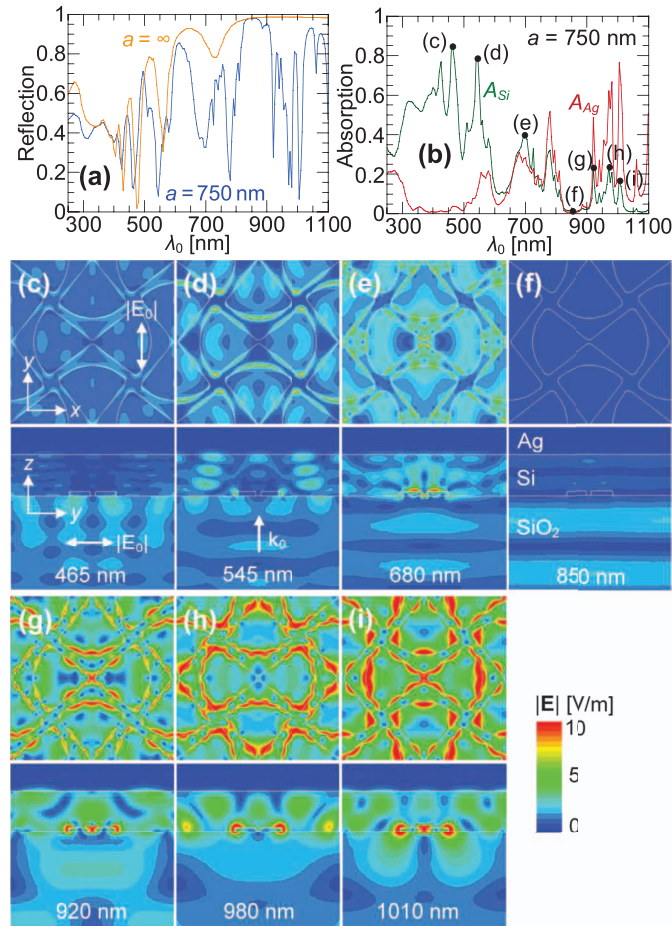 1
0.8
0.6
0.4
0.2
0
Reflection
a = ∞
(a)
a = 750 nm
300 500 700 900 1100
λ0 [nm]
1
0.8
0.6
0.4
0.2
0
Absorption
(c)
(d)
a = 750 nm
ASi
AAg
(b)
(e)
(g)
(h)
(f)
(i)
300 500 700 900 1100
λ0 [nm]
(c)
|E0|
y
x
(d)
(e)
(f)
z
y
|E0|
465 nm
k0
545 nm
680 nm
Ag
Si
SiO2
850 nm
(g)
(h)
(i)
920 nm
980 nm
1010 nm
|E| [V/m]
10
5
0